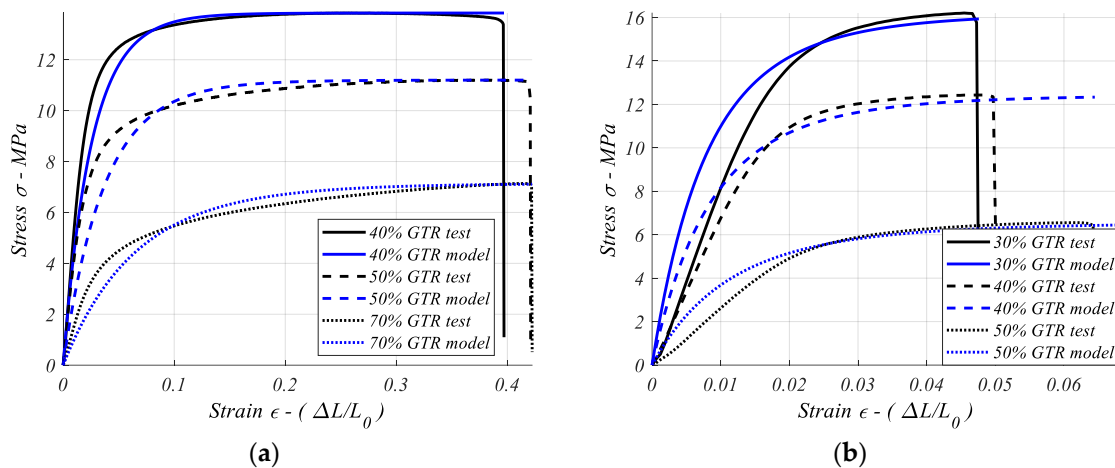 12
10
8
6
4
2
0
Stress σ - MPa
0
0.1
0.2
0.3
0.4
Strain ϵ - ( ΔL/L0 )
40% GTR test
40% GTR model
50% GTR test
50% GTR model
70% GTR test
70% GTR model
(a)
16
14
12
10
8
6
4
2
0
Stress σ - MPa
0
0.01
0.02
0.03
0.04
0.05
0.06
Strain ϵ - ( ΔL/L0 )
30% GTR test
30% GTR model
40% GTR test
40% GTR model
50% GTR test
50% GTR model
(b)